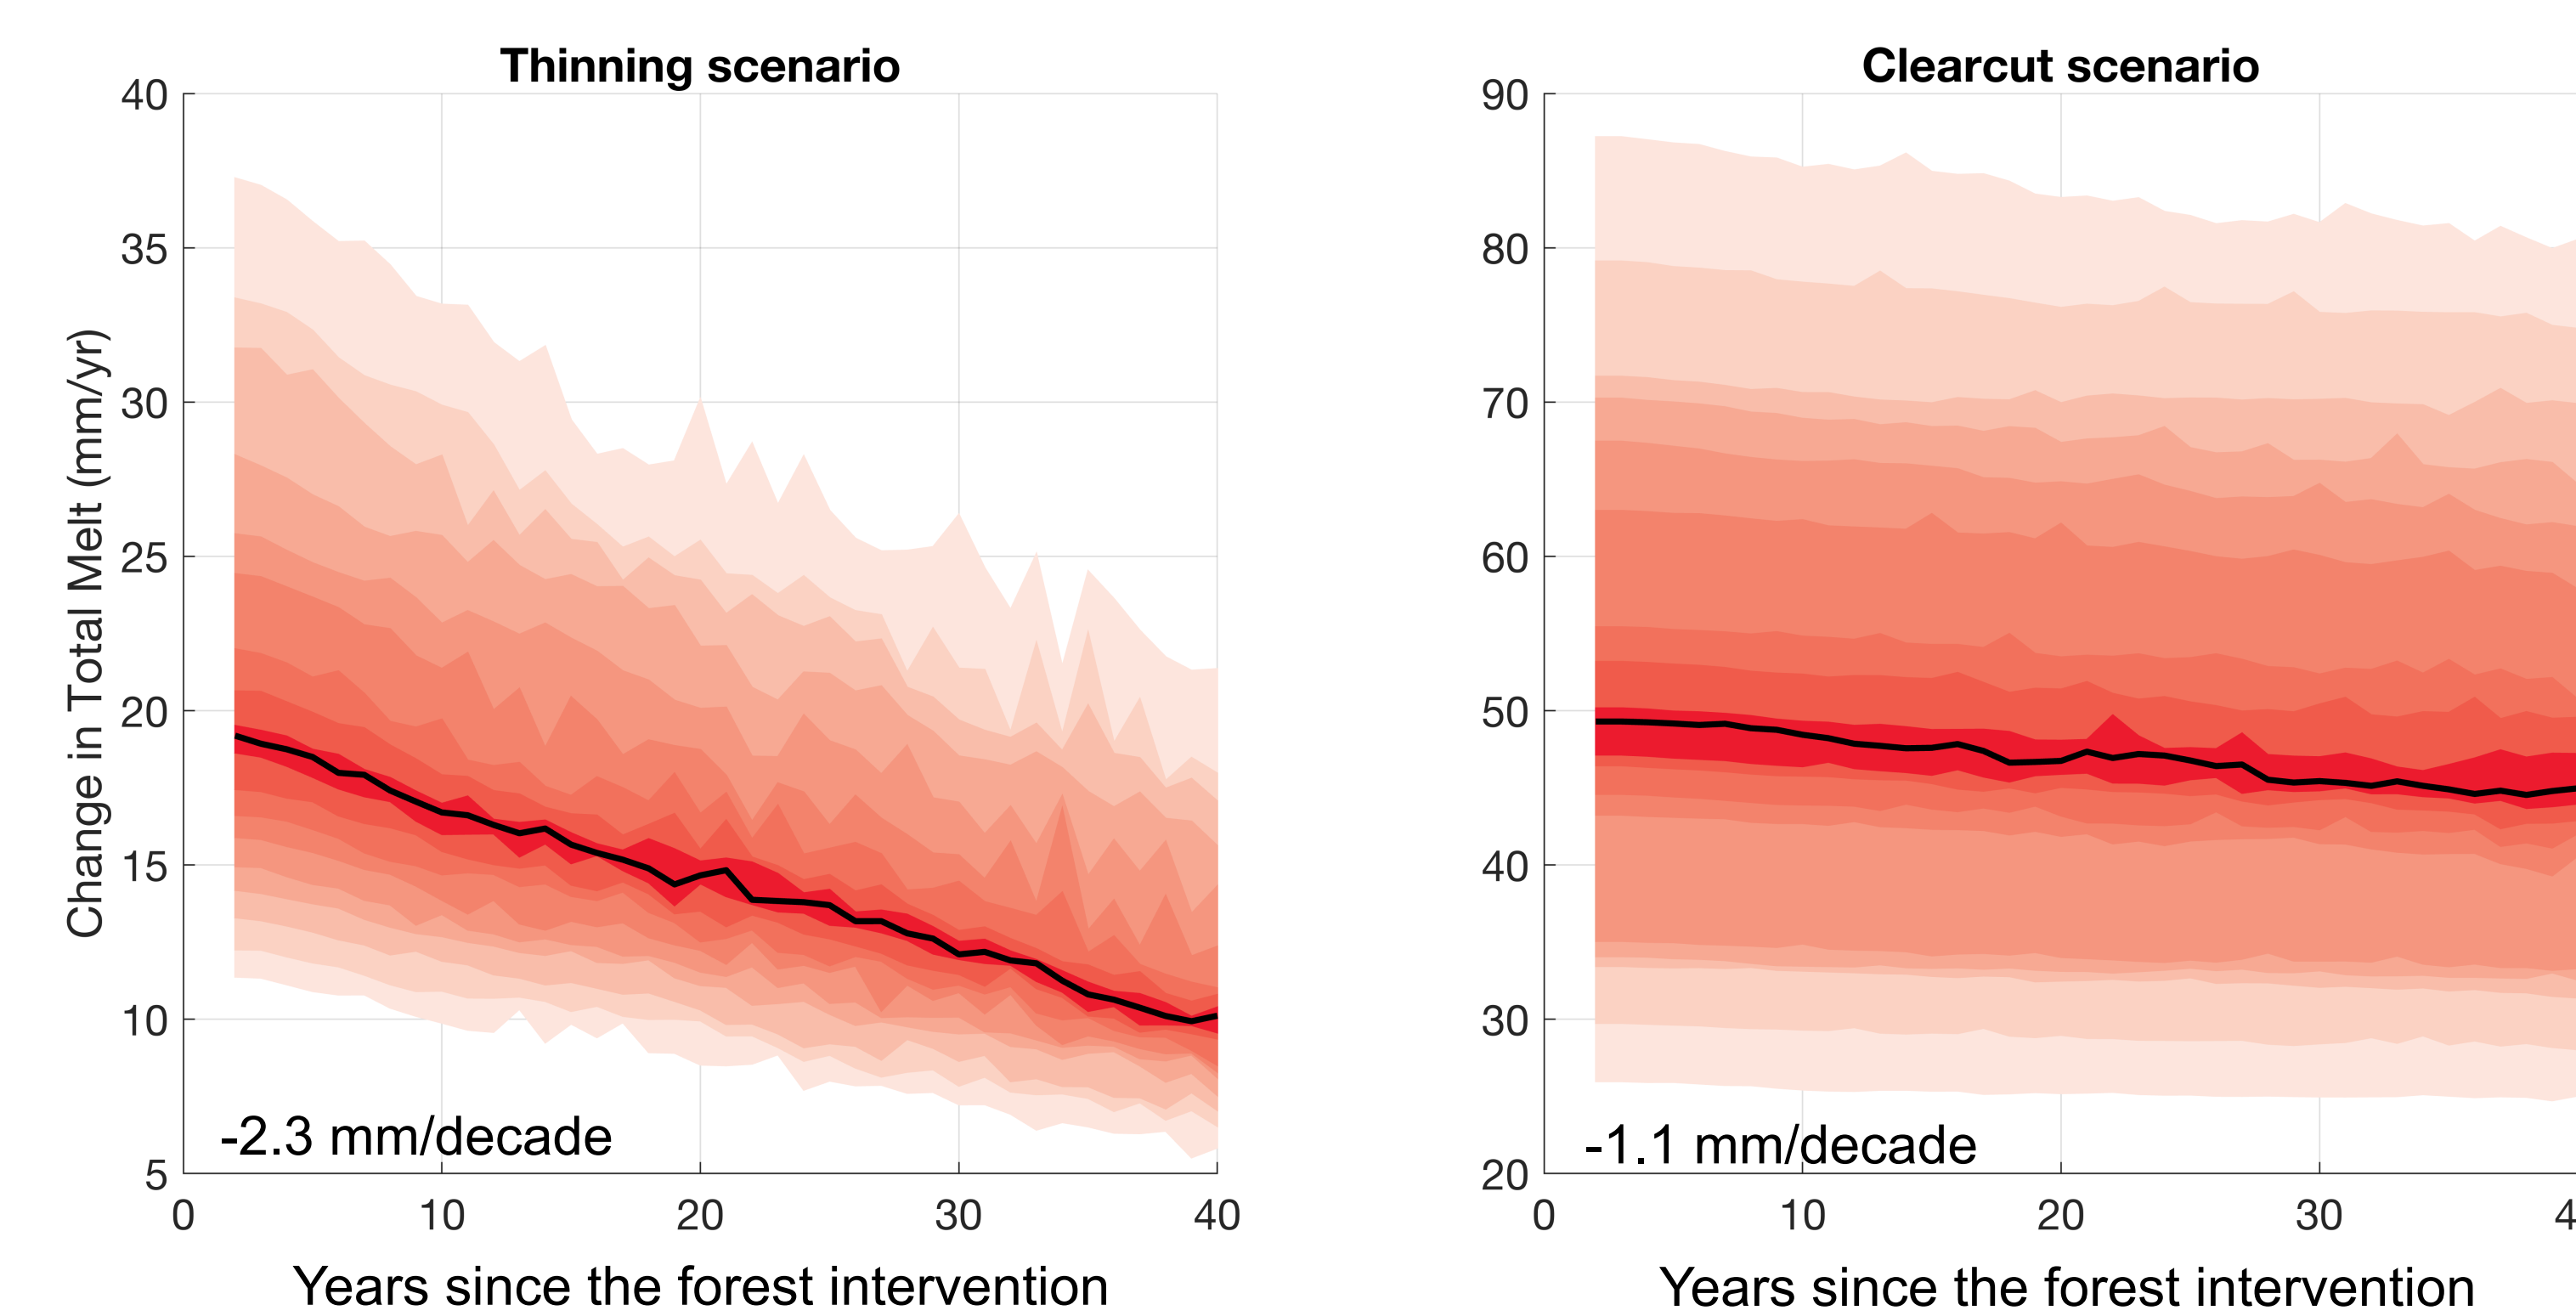 Thinning scenario
Change in Total Melt (mm/yr)
40
35
30
25
20
15
10
5
-2.3 mm/decade
0 10 20 30 40
Years since the forest intervention
Clearcut scenario
90
80
70
60
50
40
30
20
-1.1 mm/decade
0 10 20 30 4
Years since the forest intervention